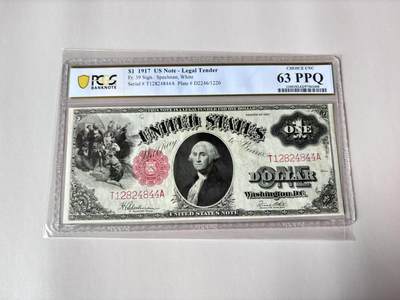 PCGS
BANKNOTE
$1 1917 US Note - Legal Tender
Fr. 39 Sign. Speelman, White
Serial # T12824844A Plate # D2246/1220
CHOICE UNC
63 PPQ
UNITED STATES
ONE
T12824844A
T12824844A
DOLLAR
Washington, D.C.
UNITED STATES NOTE